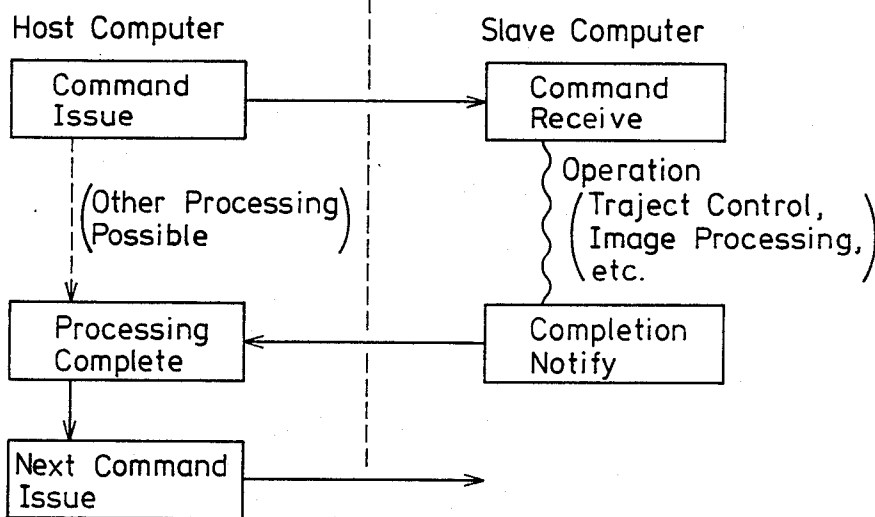 Host Computer
Slave Computer
Command
Issue
Command
Receive
(Other Processing
Possible)
Operation
(Traject Control,
Image Processing,
etc.)
Processing
Complete
Completion
Notify
Next Command
Issue